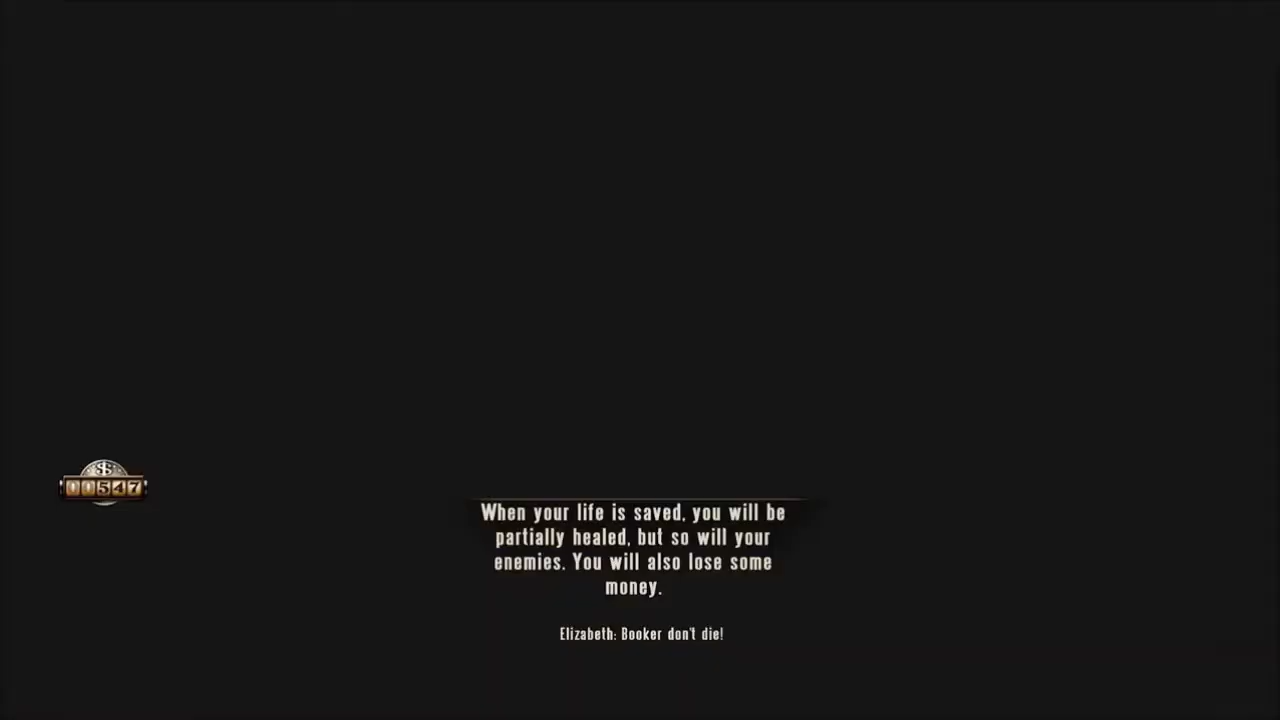 $$
00547
When your life is saved, you will be
partially healed, but so will your
enemies. You will also lose some
money.
Elizabeth: Booker don't die!